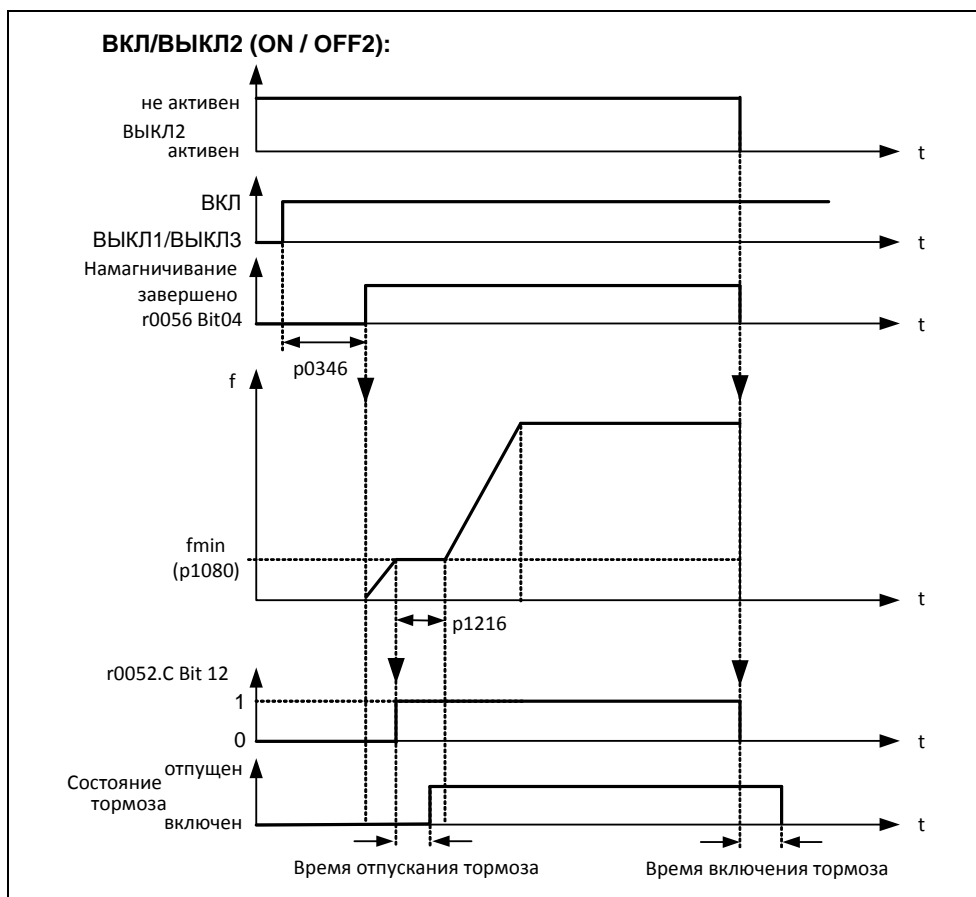 ВКЛ/ВЫКЛ2 (ON / OFF2):
не активен
ВЫКЛ2
активен
t
ВКЛ
ВЫКЛ1/ВЫКЛ3
t
Намагничивание
завершено
r0056 Bit04
t
p0346
f
fmin
(p1080)
t
p1216
r0052.C Bit 12
1
0
t
отпущен
Состояние
тормоза
включен
t
Время отпускания тормоза
Время включения тормоза